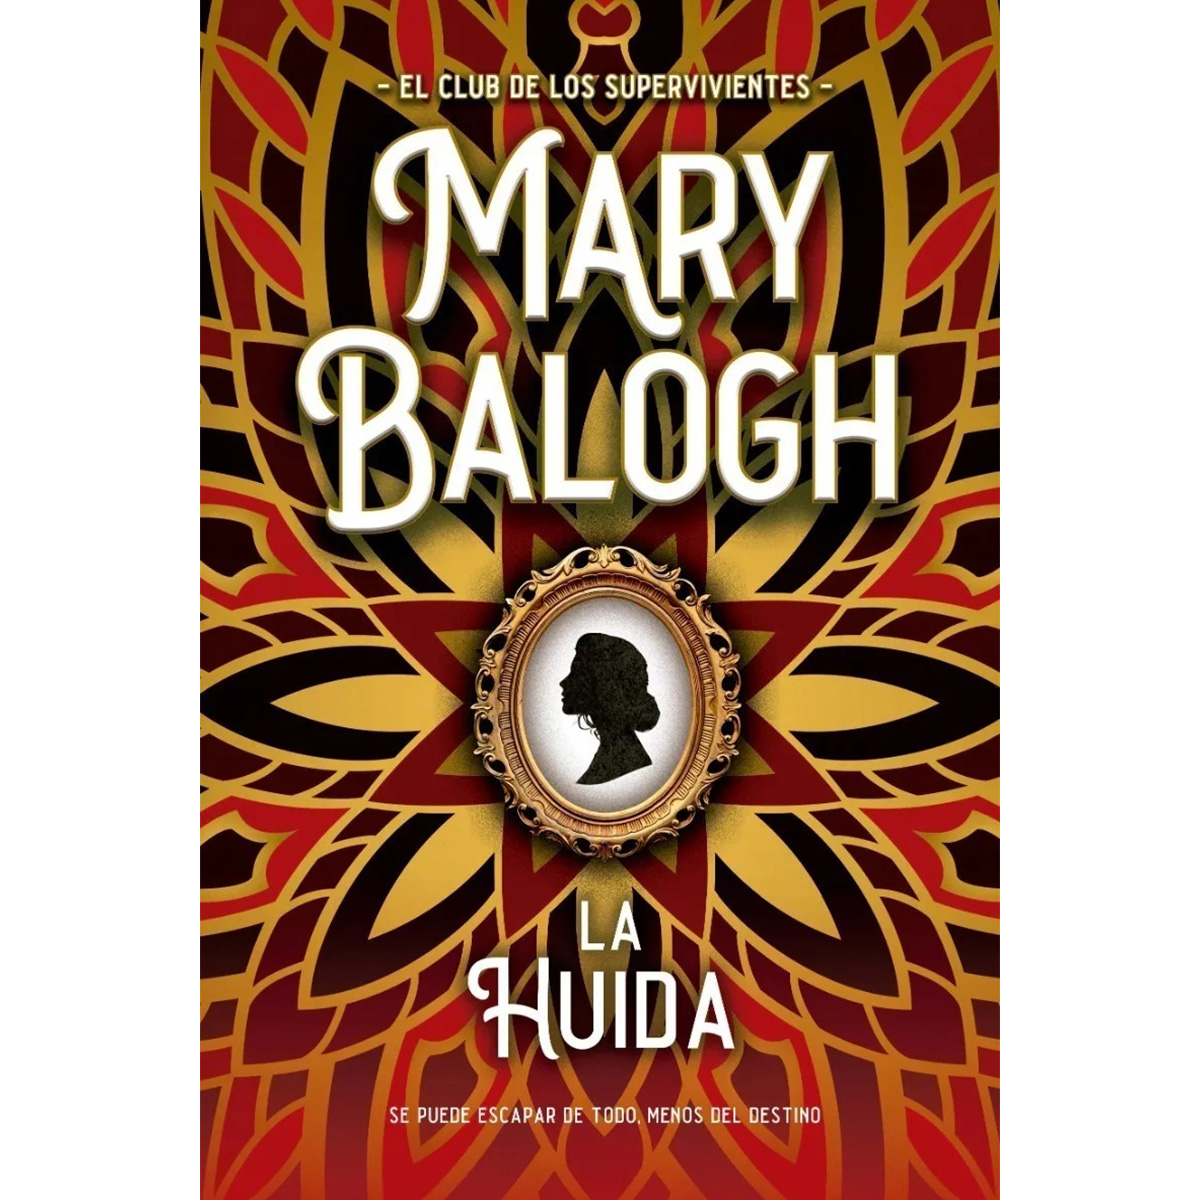 - EL CLUB DE LOS SUPERVIVIENTES -
MARY
BALOGH
LA
HUIDA
SE PUEDE ESCAPAR DE TODO, MENOS DEL DESTINO